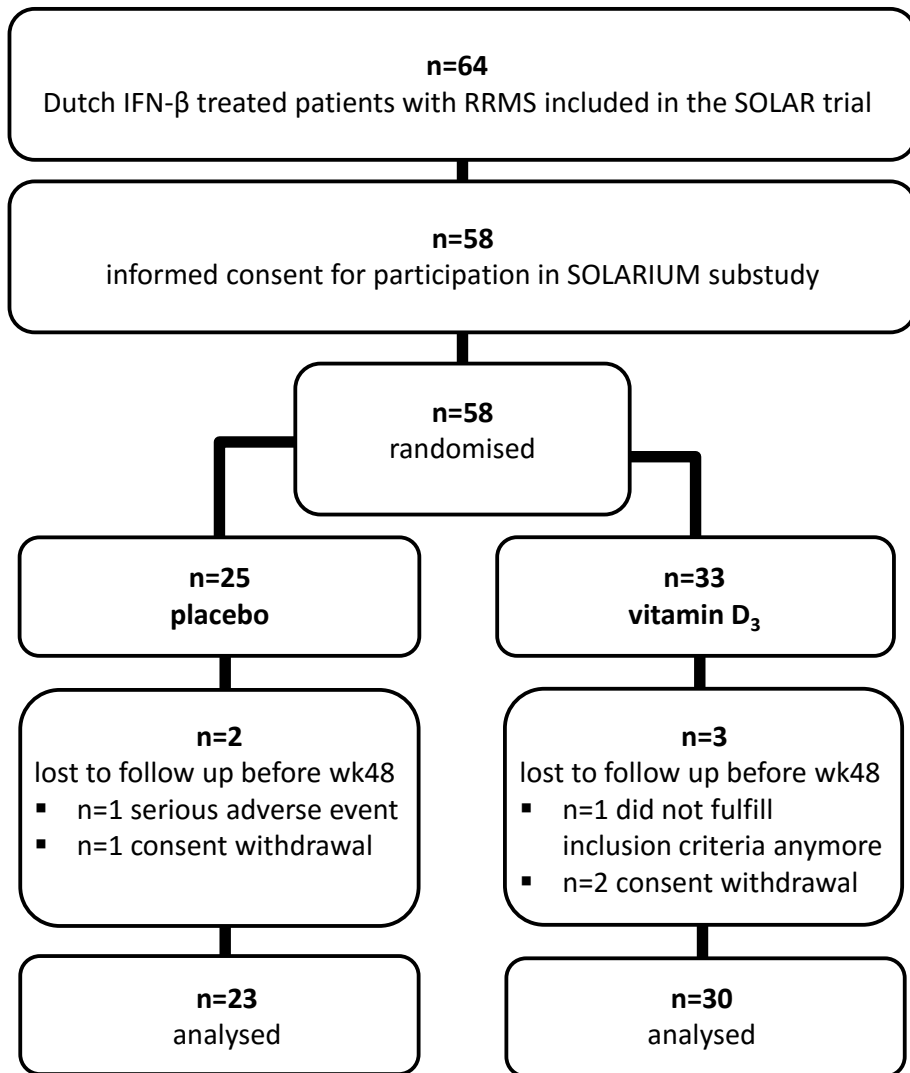 n=64
Dutch IFN-β treated patients with RRMS included in the SOLAR trial
n=58
informed consent for participation in SOLARIUM substudy
n=58
randomised
n=25
placebo
n=33
vitamin D₃
n=2
lost to follow up before wk48
▪ n=1 serious adverse event
▪ n=1 consent withdrawal
n=3
lost to follow up before wk48
▪ n=1 did not fulfill
inclusion criteria anymore
▪ n=2 consent withdrawal
n=23
analysed
n=30
analysed